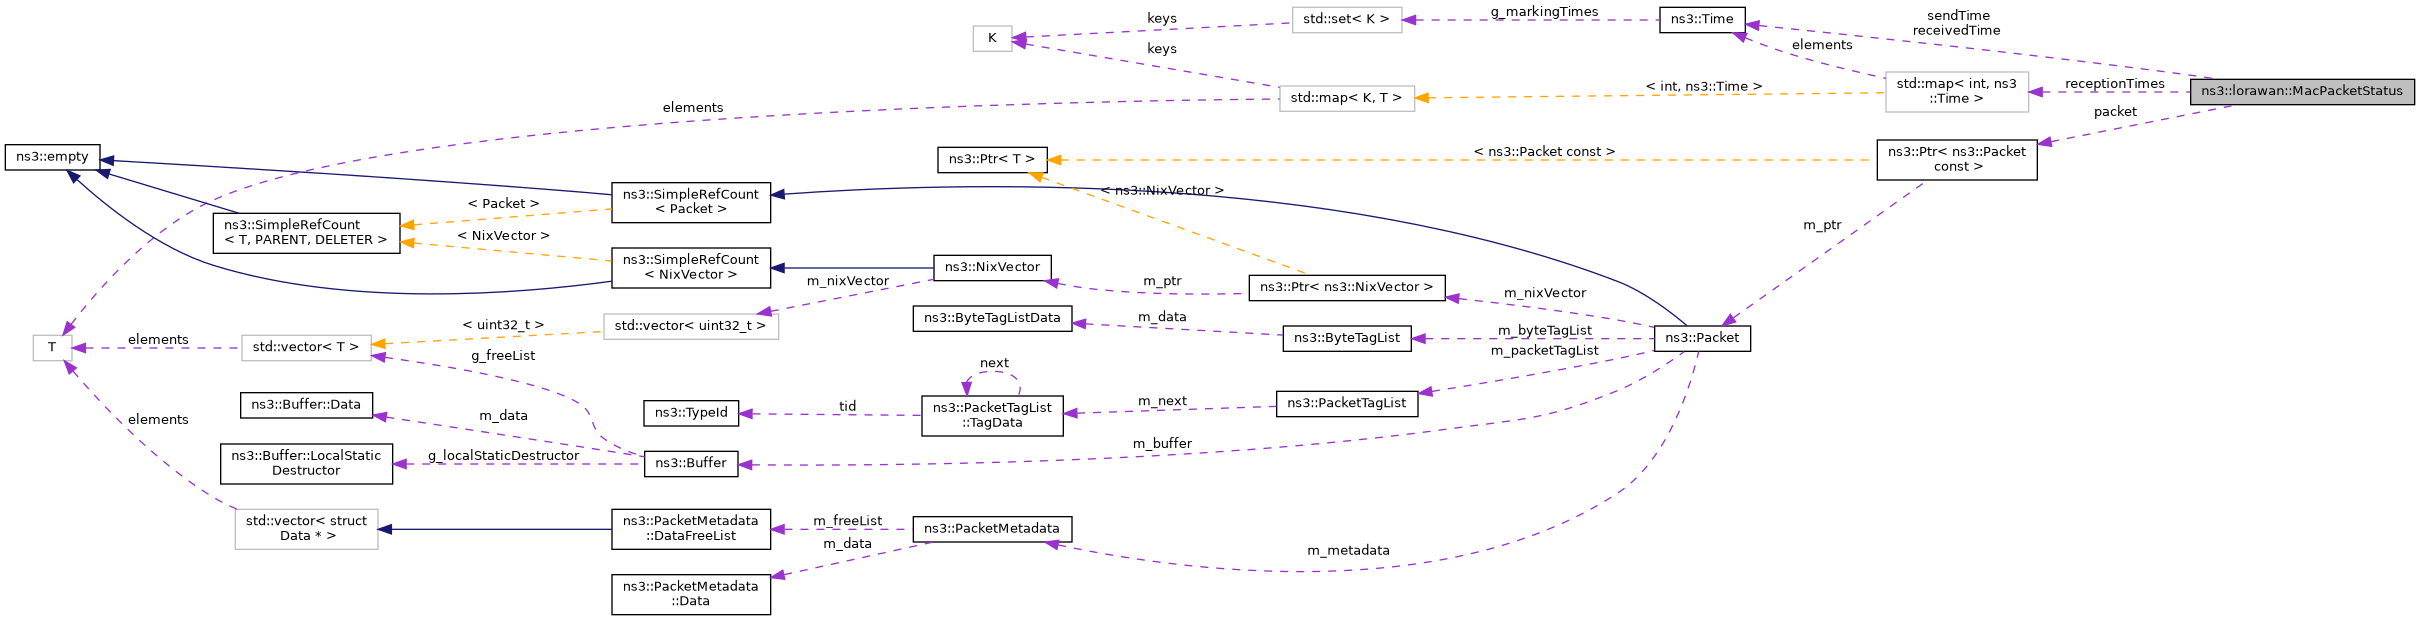 keys
std::set< K >
g_markingTimes
ns3::Time
sendTime
receivedTime
K
keys
elements
elements
std::map< K, T >
< int, ns3::Time >
std::map< int, ns3
::Time >
receptionTimes
ns3::lorawan::MacPacketStatus
packet
ns3::empty
ns3::Ptr< T >
< ns3::Packet const >
ns3::Ptr< ns3::Packet
const >
< ns3::NixVector >
ns3::SimpleRefCount
< Packet >
< Packet >
ns3::SimpleRefCount
< T, PARENT, DELETER >
< NixVector >
m_ptr
ns3::SimpleRefCount
< NixVector >
ns3::NixVector
m_nixVector
m_ptr
ns3::Ptr< ns3::NixVector >
m_nixVector
ns3::ByteTagListData
m_data
ns3::ByteTagList
m_byteTagList
ns3::Packet
T
elements
std::vector< T >
< uint32_t >
std::vector< uint32_t >
g_freeList
m_packetTagList
next
ns3::Buffer::Data
m_data
ns3::TypeId
tid
ns3::PacketTagList
::TagData
m_next
ns3::PacketTagList
elements
ns3::Buffer::LocalStatic
Destructor
g_localStaticDestructor
ns3::Buffer
m_buffer
std::vector< struct
Data * >
ns3::PacketMetadata
::DataFreeList
m_freeList
m_data
ns3::PacketMetadata
m_metadata
ns3::PacketMetadata
::Data